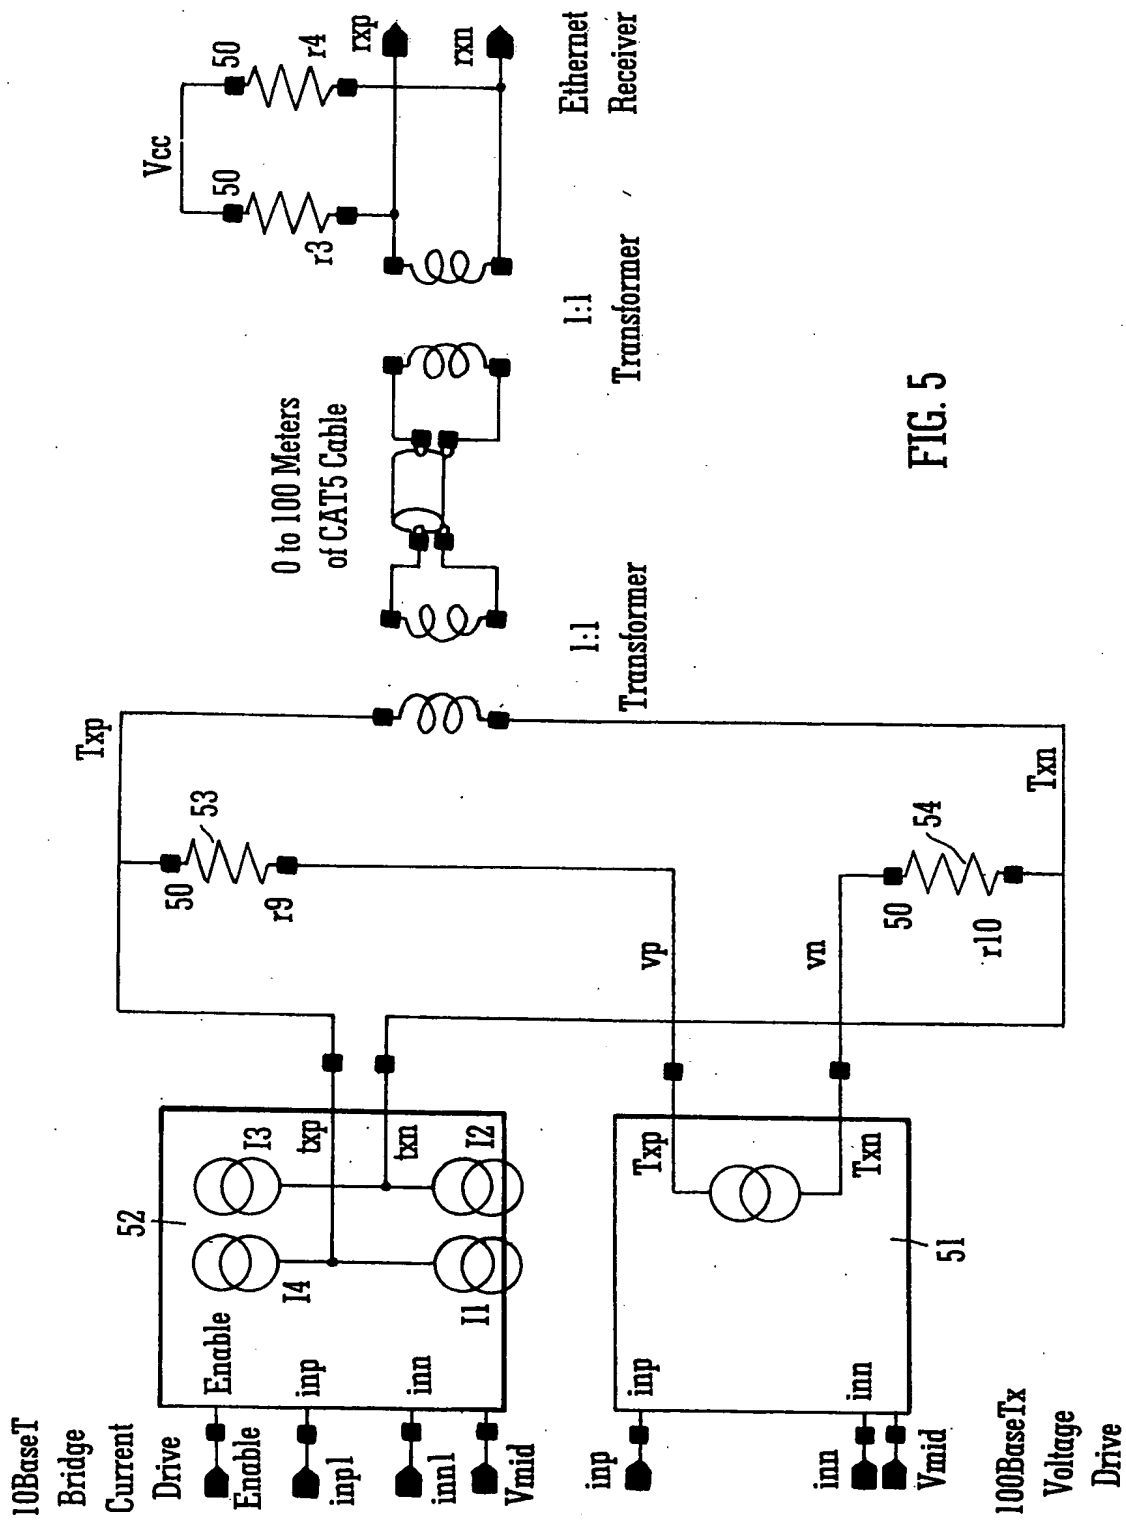 10BaseT
Bridge
Current
Drive
Enable
inp1
inn1
Vmid
Enable
inp
inn
52
I4
I3
I1
I2
txp
txn
Txp
50
53
r9
vp
vn
50
54
r10
Txn
inp
inn
Vmid
inp
inn
Txp
Txn
51
100BaseTx
Voltage
Drive
1:1
Transformer
0 to 100 Meters
of CAT5 Cable
1:1
Transformer
Vcc
50
r3
50
r4
rxp
rxn
Ethernet
Receiver
FIG. 5